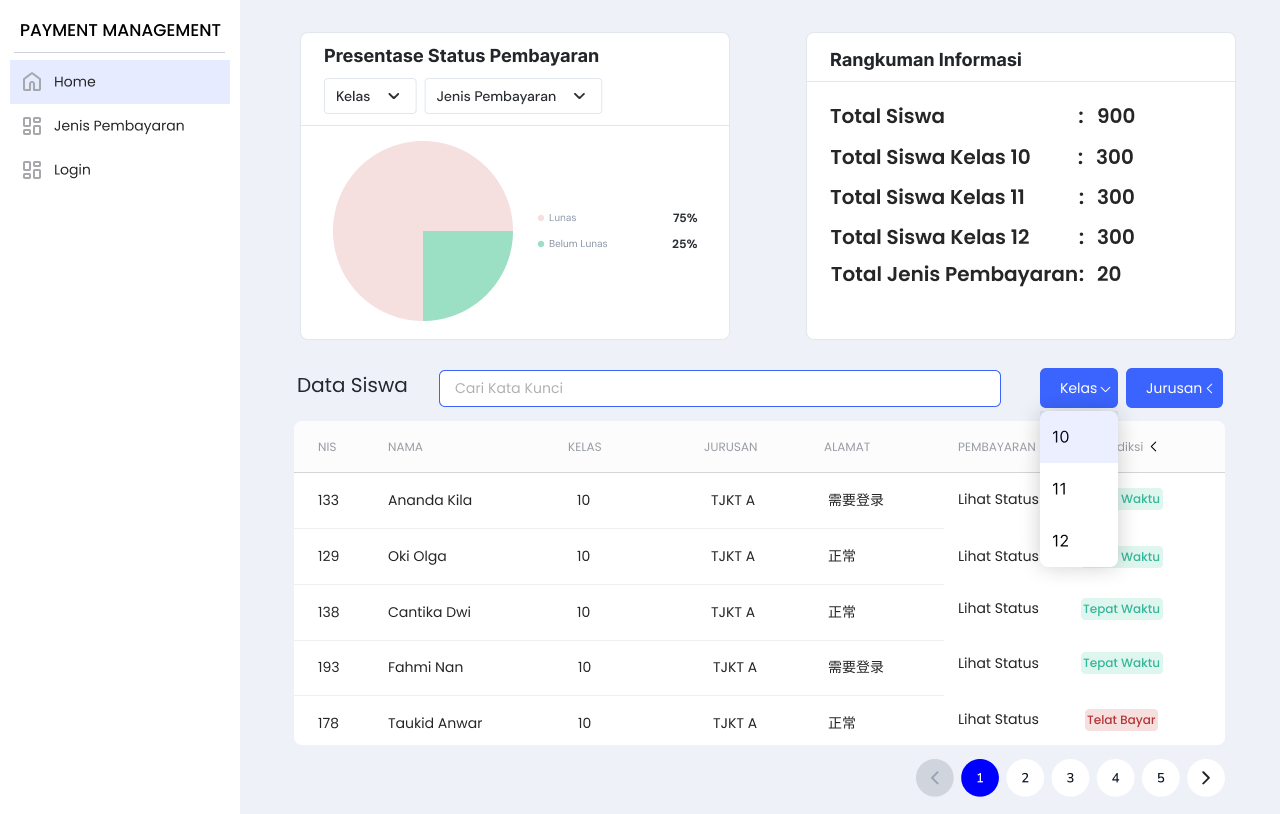 PAYMENT MANAGEMENT
Home
Jenis Pembayaran
Login
Presentase Status Pembayaran
Kelas
Jenis Pembayaran
Lunas 75%
Belum Lunas 25%
Rangkuman Informasi
Total Siswa : 900
Total Siswa Kelas 10 : 300
Total Siswa Kelas 11 : 300
Total Siswa Kelas 12 : 300
Total Jenis Pembayaran: 20
Data Siswa
Cari Kata Kunci
Kelas
Jurusan
10
11
12
NIS NAMA KELAS JURUSAN ALAMAT PEMBAYARAN diksi
133 Ananda Kila 10 TJKT A 需要登录 Lihat Status Waktu
129 Oki Olga 10 TJKT A 正常 Lihat Status Waktu
138 Cantika Dwi 10 TJKT A 正常 Lihat Status Tepat Waktu
193 Fahmi Nan 10 TJKT A 需要登录 Lihat Status Tepat Waktu
178 Taukid Anwar 10 TJKT A 正常 Lihat Status Telat Bayar
1 2 3 4 5